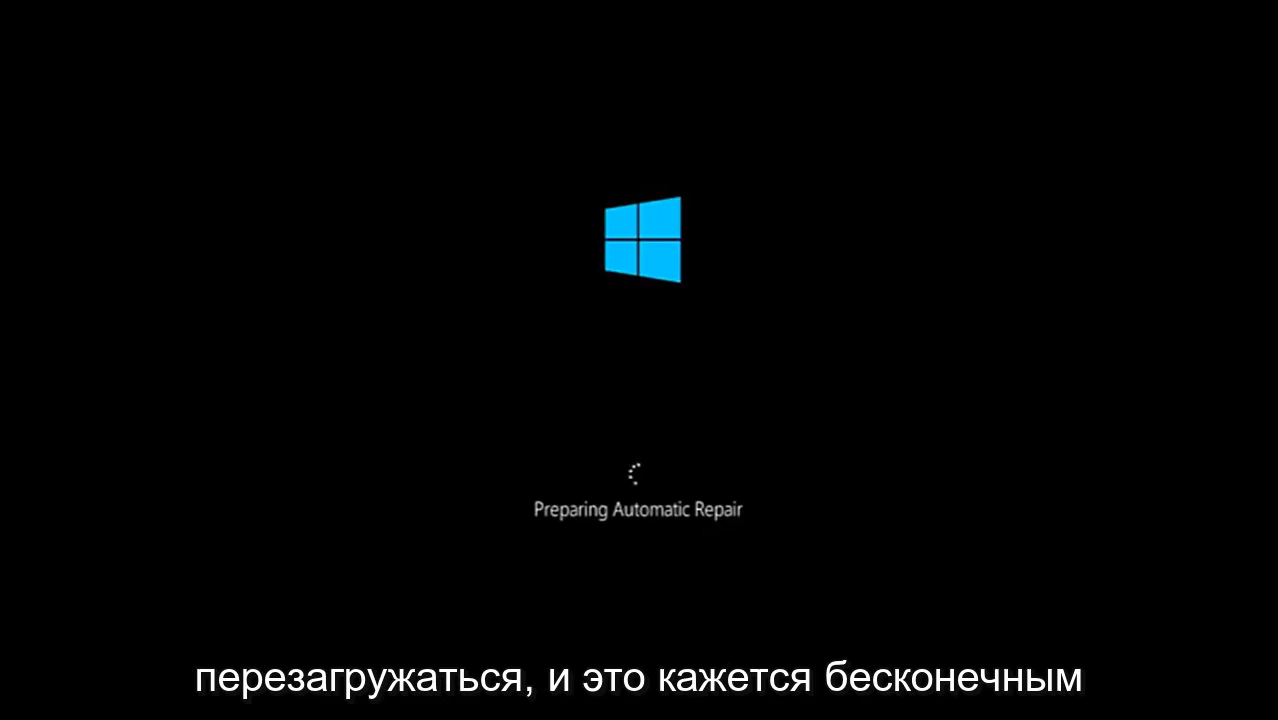 Preparing Automatic Repair
перезагружаться, и это кажется бесконечным